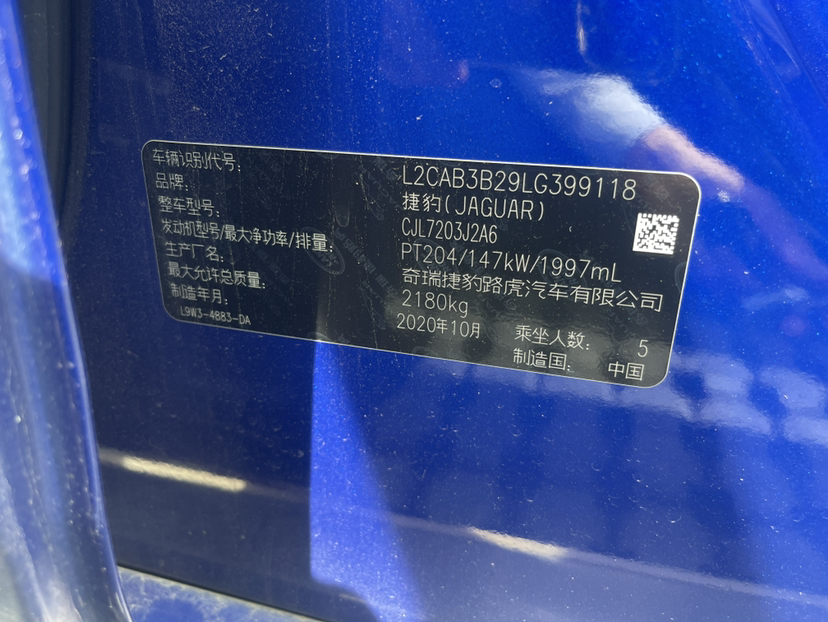 车辆识别代号: L2CAB3B29LG399118
品牌: 捷豹(JAGUAR)
整车型号: CJL7203J2A6
发动机型号/最大净功率/排量: PT204/147kW/1997mL
生产厂名: 奇瑞捷豹路虎汽车有限公司
最大允许总质量: 2180kg
制造年月: 2020年10月 乘坐人数: 5
L9W3-4883-DA 制造国: 中国